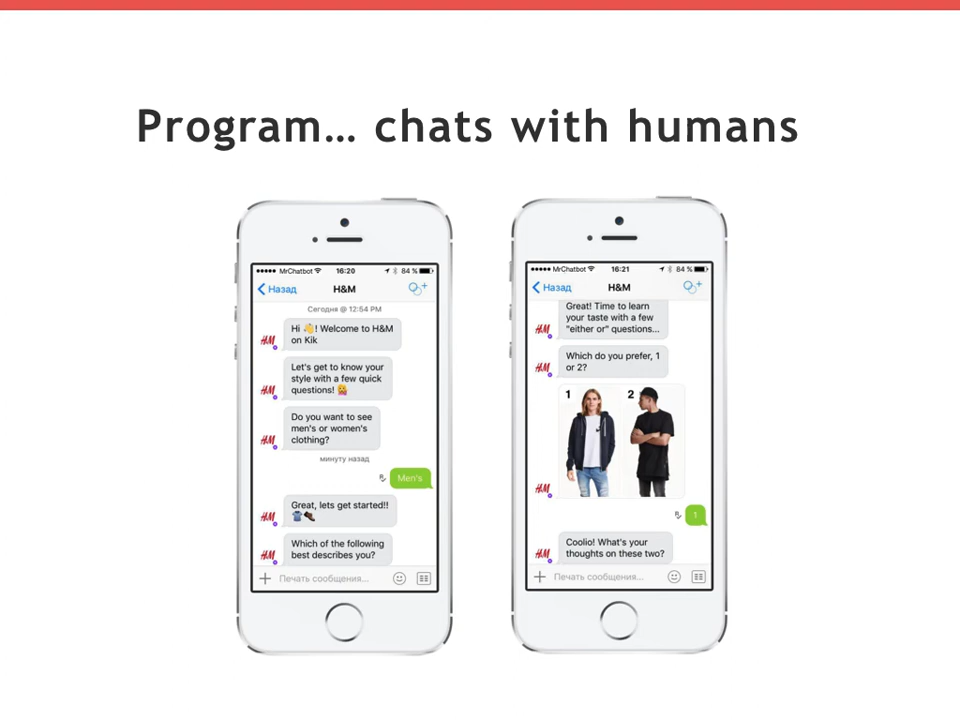 Program… chats with humans
MrChatbot 16:20 84 %
Назад H&M
Сегодня @ 12:54 PM
Hi 👋! Welcome to H&M
on Kik
H&M
Let's get to know your
style with a few quick
questions! 
H&M
Do you want to see
men's or women's
clothing?
H&M
минуту назад
Men's
Great, lets get started!!
👕👞
H&M
Which of the following
best describes you?
H&M
Печать сообщения...
MrChatbot 16:21 84 %
Назад H&M
Great! Time to learn
your taste with a few
"either or" questions...
H&M
Which do you prefer, 1
or 2?
H&M
1 2
H&M
1
Coolio! What's your
thoughts on these two?
H&M
Печать сообщения...